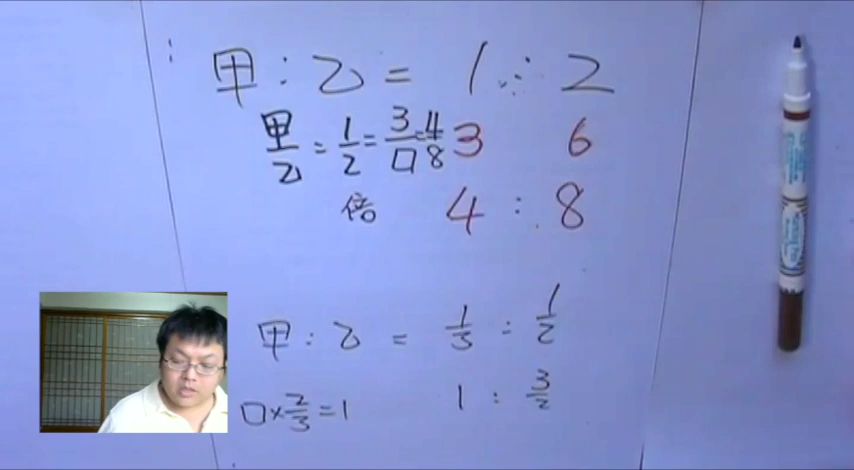 甲:乙 = 1 : 2
甲/乙 = 1/2 = 3/□ = 4/8 3 6
倍 4 : 8
甲:乙 = 1/3 : 1/2
□×2/3=1 1 : 3/2